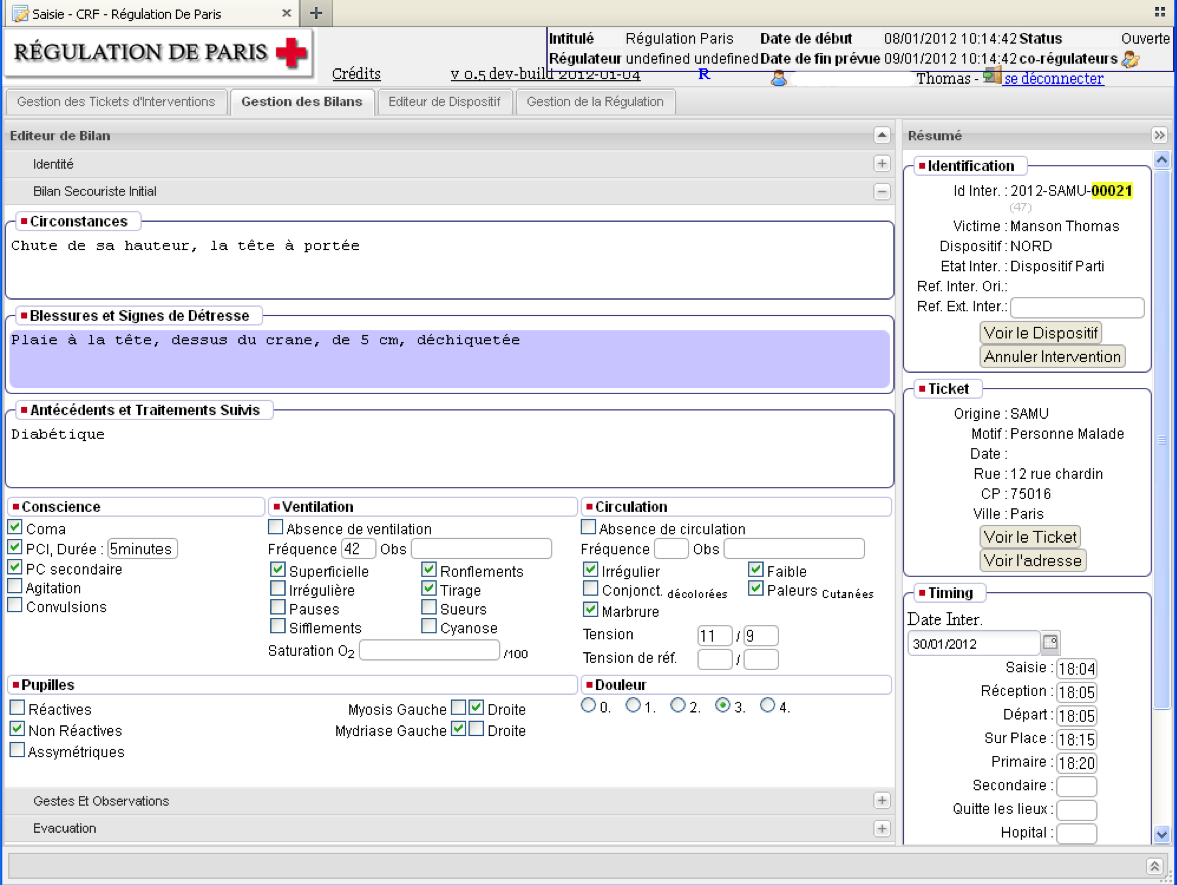 Saisie - CRF - Régulation De Paris × +
RÉGULATION DE PARIS
Intitulé Régulation Paris Date de début 08/01/2012 10:14:42 Status Ouverte
Régulateur undefined undefined Date de fin prévue 09/01/2012 10:14:42 co-régulateurs
Crédits v 0.5 dev-build 2012-01-04 R Thomas - se déconnecter
Gestion des Tickets d'Interventions Gestion des Bilans Editeur de Dispositif Gestion de la Régulation
Editeur de Bilan
Identité
Bilan Secouriste Initial
Circonstances
Chute de sa hauteur, la tête à portée
Blessures et Signes de Détresse
Plaie à la tête, dessus du crane, de 5 cm, déchiquetée
Antécédents et Traitements Suivis
Diabétique
Conscience
Coma
PCI, Durée : 5minutes
PC secondaire
Agitation
Convulsions
Ventilation
Absence de ventilation
Fréquence 42 Obs
Superficielle Ronflements
Irrégulière Tirage
Pauses Sueurs
Sifflements Cyanose
Saturation O2 /100
Circulation
Absence de circulation
Fréquence Obs
Irrégulier Faible
Conjonct. décolorées Paleurs Cutanées
Marbrure
Tension 11 / 9
Tension de réf. /
Pupilles
Réactives Myosis Gauche Droite
Non Réactives Mydriase Gauche Droite
Assymétriques
Douleur
0. 1. 2. 3. 4.
Gestes Et Observations
Evacuation
Résumé
Identification
Id Inter. : 2012-SAMU-00021
(47)
Victime : Manson Thomas
Dispositif : NORD
Etat Inter. : Dispositif Parti
Ref. Inter. Ori.:
Ref. Ext. Inter.:
Voir le Dispositif
Annuler Intervention
Ticket
Origine : SAMU
Motif : Personne Malade
Date :
Rue : 12 rue chardin
CP : 75016
Ville : Paris
Voir le Ticket
Voir l'adresse
Timing
Date Inter.
30/01/2012
Saisie : 18:04
Réception : 18:05
Départ : 18:05
Sur Place : 18:15
Primaire : 18:20
Secondaire :
Quitte les lieux :
Hopital :